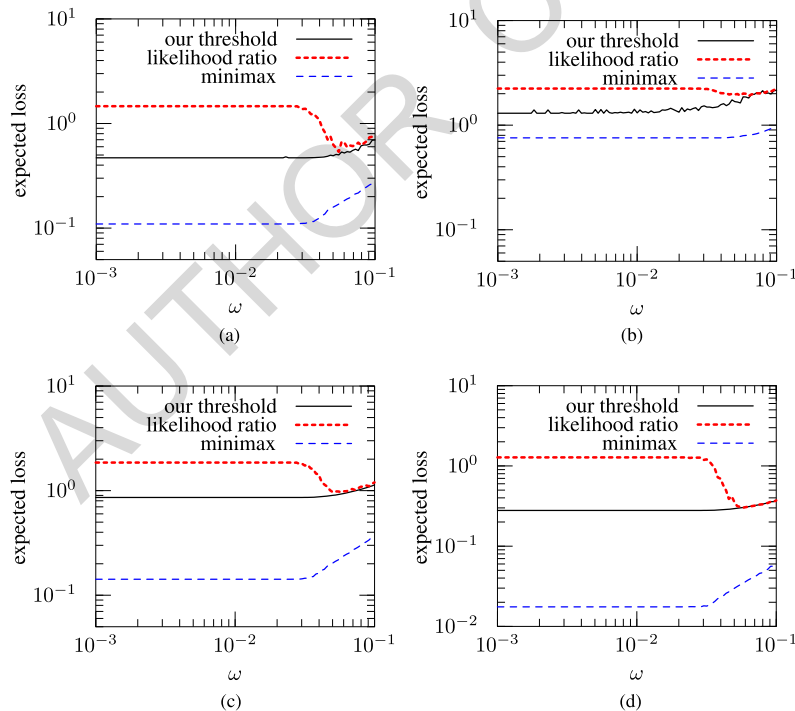 our threshold
likelihood ratio
minimax
10^1
10^0
10^-1
expected loss
10^-3
10^-2
10^-1
ω
(a)
our threshold
likelihood ratio
minimax
10^1
10^0
10^-1
expected loss
10^-3
10^-2
10^-1
ω
(b)
our threshold
likelihood ratio
minimax
10^1
10^0
10^-1
expected loss
10^-3
10^-2
10^-1
ω
(c)
our threshold
likelihood ratio
minimax
10^1
10^0
10^-1
10^-2
expected loss
10^-3
10^-2
10^-1
ω
(d)
AUTHOR